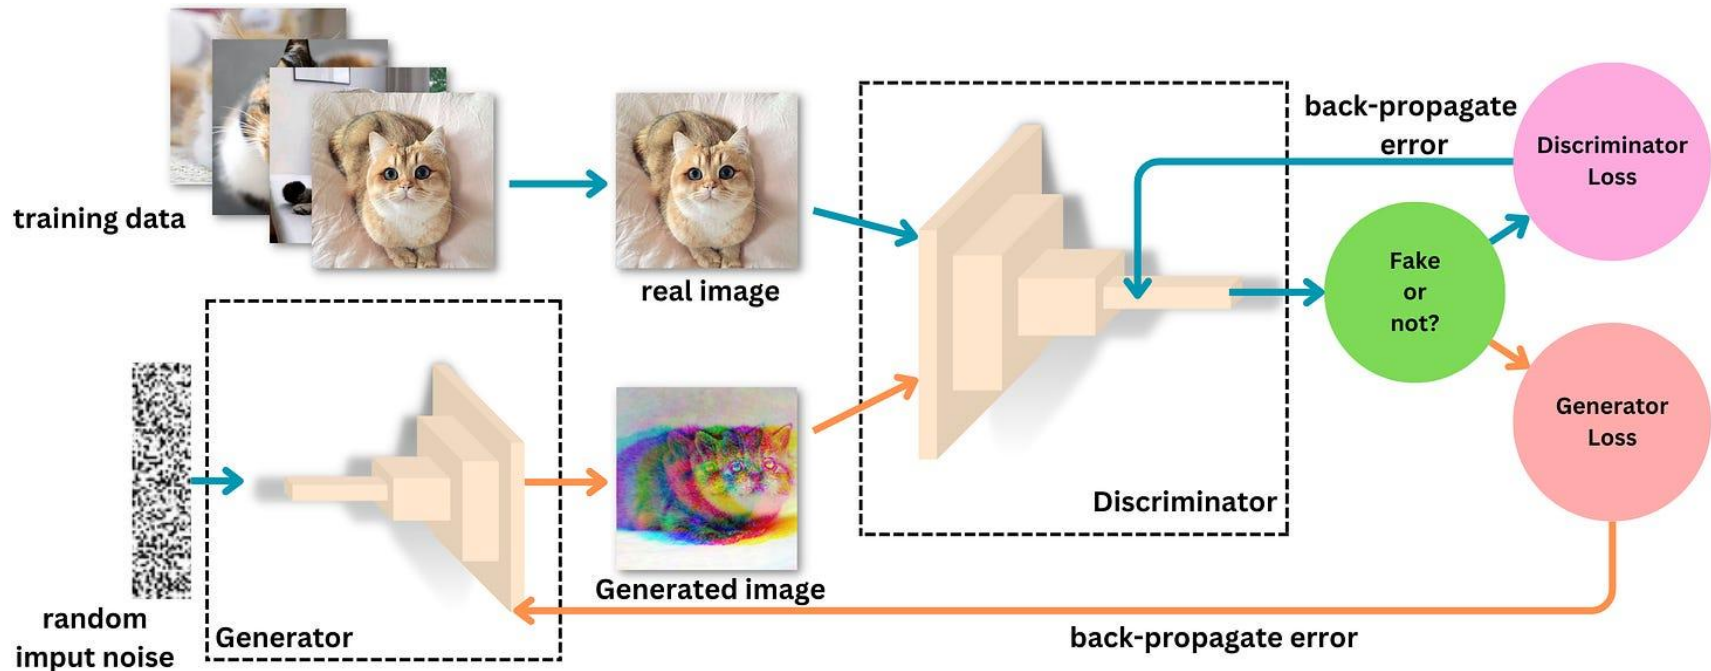 training data
real image
random
imput noise
Generator
Generated image
Discriminator
back-propagate
error
Discriminator
Loss
Fake
or
not?
Generator
Loss
back-propagate error